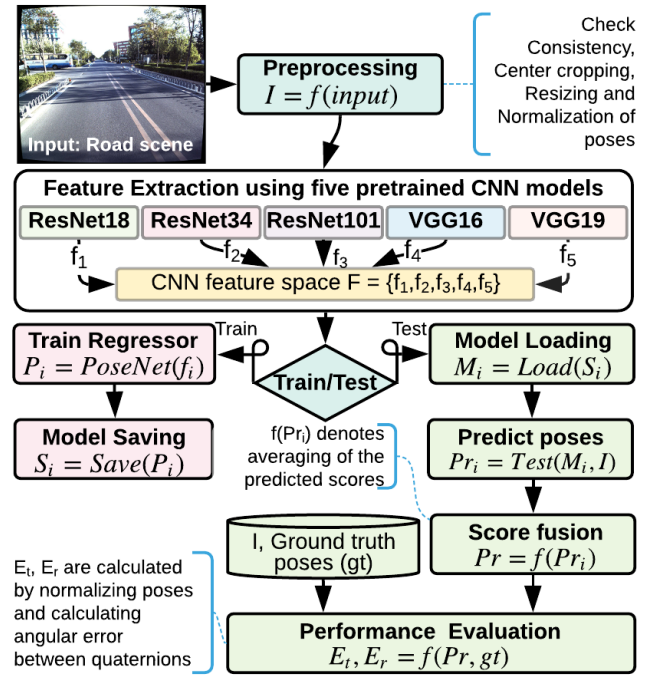 Input: Road scene
Preprocessing
I = f(input)
Check
Consistency,
Center cropping,
Resizing and
Normalization of
poses
Feature Extraction using five pretrained CNN models
ResNet18
ResNet34
ResNet101
VGG16
VGG19
f₁
f₂
f₃
f₄
f₅
CNN feature space F = {f₁,f₂,f₃,f₄,f₅}
Train
Test
Train Regressor
Pᵢ = PoseNet(fᵢ)
Train/Test
Model Loading
Mᵢ = Load(Sᵢ)
Model Saving
Sᵢ = Save(Pᵢ)
f(Prᵢ) denotes
averaging of the
predicted scores
Predict poses
Prᵢ = Test(Mᵢ, I)
I, Ground truth
poses (gt)
Score fusion
Pr = f(Prᵢ)
Eₜ, Eᵣ are calculated
by normalizing poses
and calculating
angular error
between quaternions
Performance Evaluation
Eₜ, Eᵣ = f(Pr, gt)